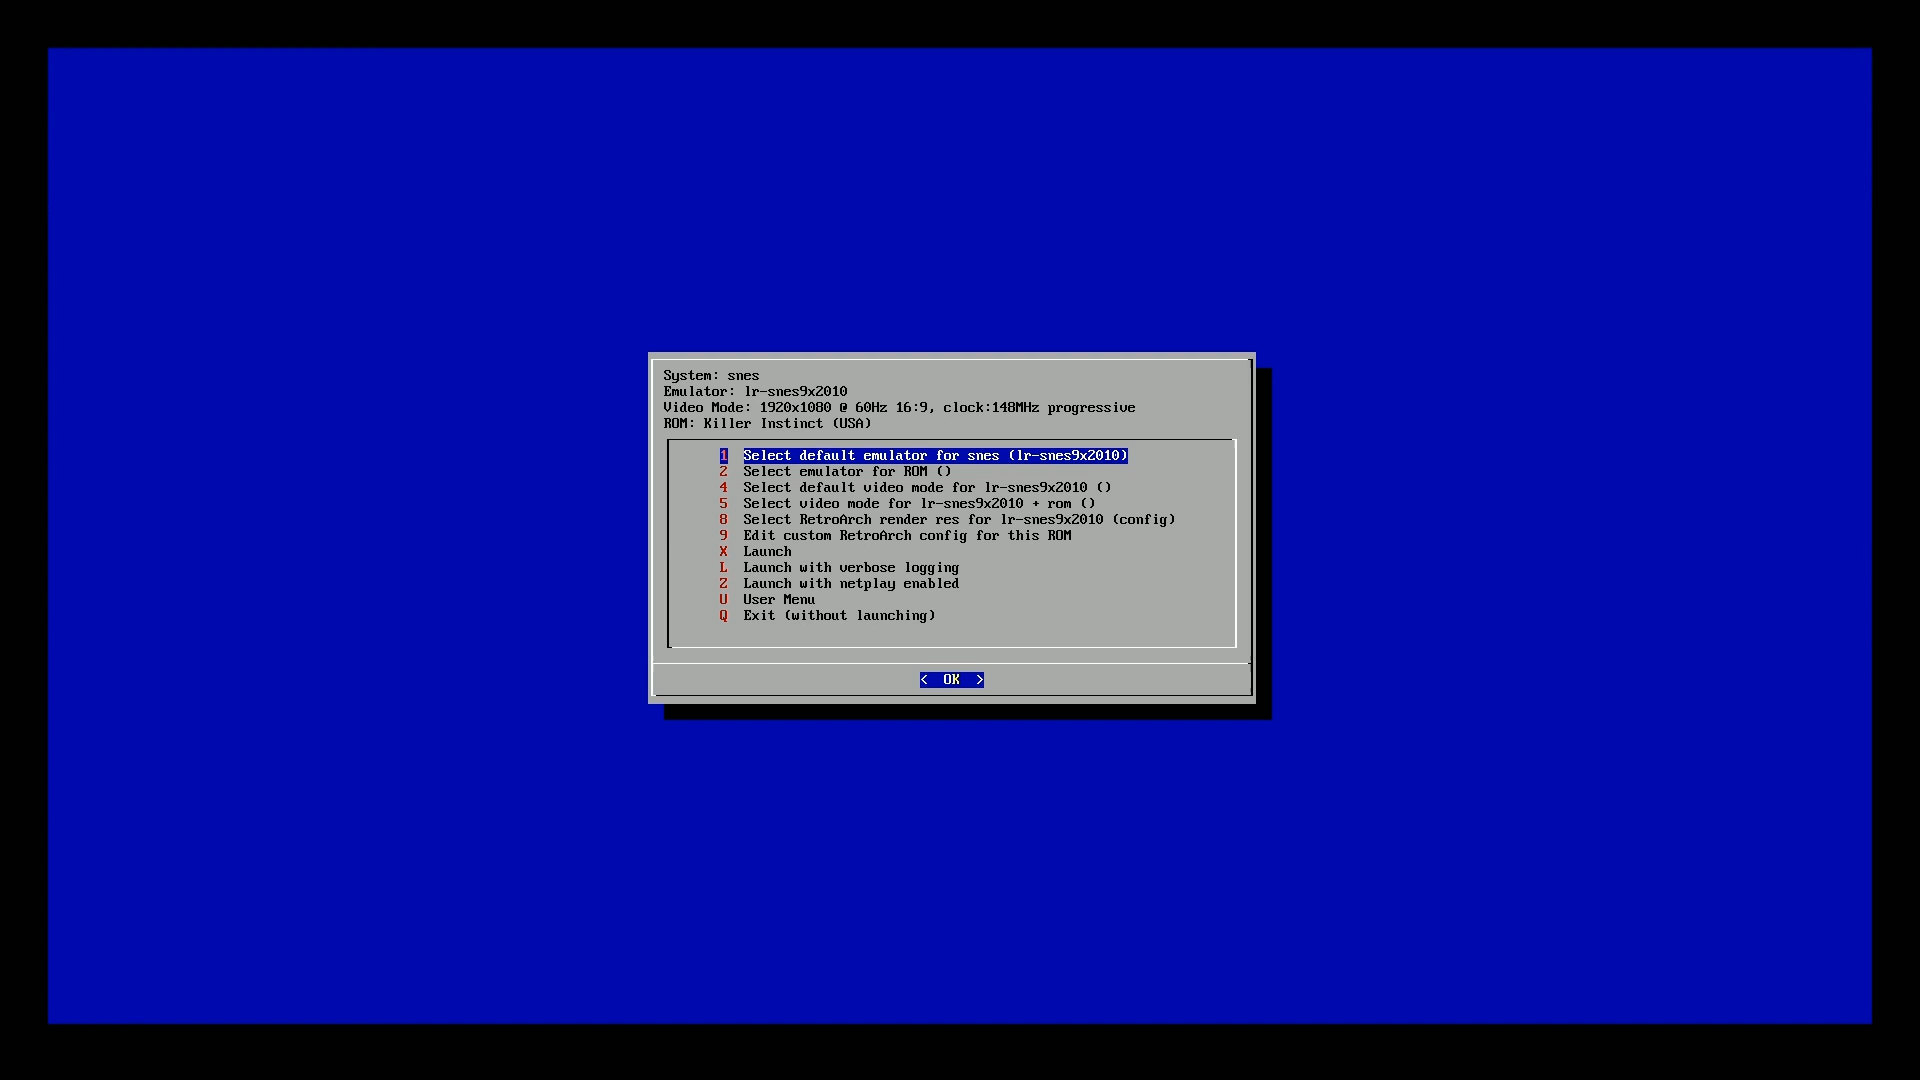 System: snes
Emulator: lr-snes9x2010
Video Mode: 1920x1080 @ 60Hz 16:9, clock:148MHz progressive
ROM: Killer Instinct (USA)
1 Select default emulator for snes (lr-snes9x2010)
2 Select emulator for ROM ()
4 Select default video mode for lr-snes9x2010 ()
5 Select video mode for lr-snes9x2010 + rom ()
8 Select RetroArch render res for lr-snes9x2010 (config)
9 Edit custom RetroArch config for this ROM
X Launch
L Launch with verbose logging
Z Launch with netplay enabled
U User Menu
Q Exit (without launching)
< OK >